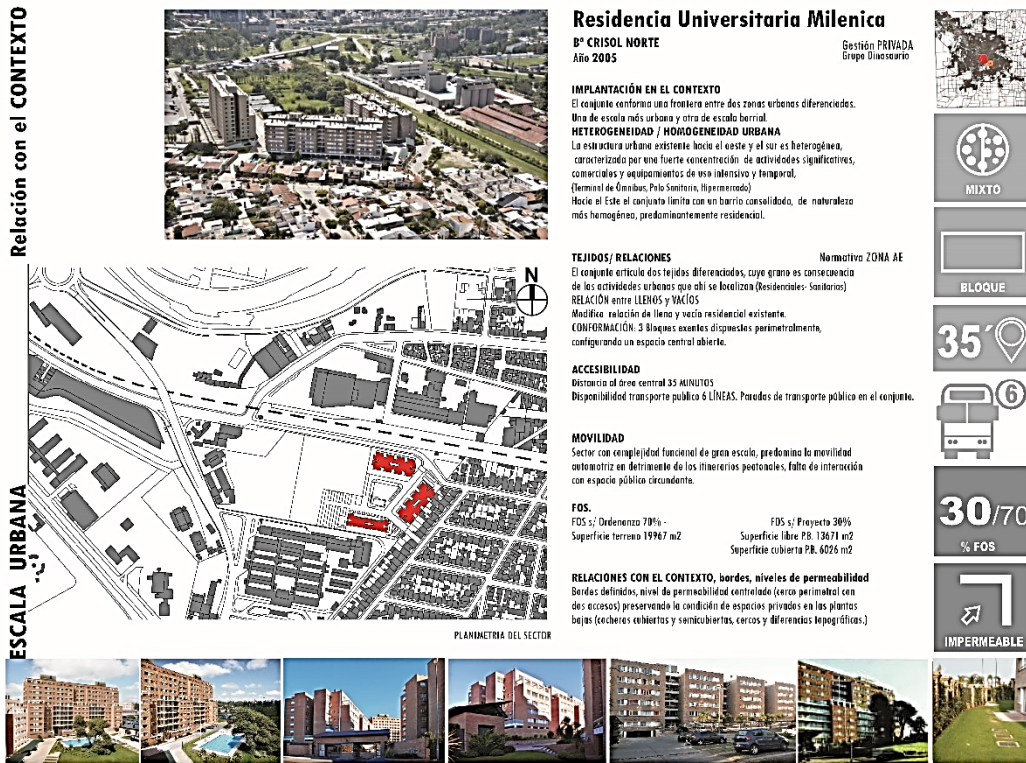 Relación con el CONTEXTO
ESCALA URBANA
Residencia Universitaria Milenica
Bº CRISOL NORTE
Año 2005
Gestión PRIVADA
Grupo Dinosaurio
IMPLANTACIÓN EN EL CONTEXTO
El conjunto conforma una frontera entre dos zonas urbanas diferenciadas.
Una de escala más urbana y otra de escala barrial.
HETEROGENEIDAD / HOMOGENEIDAD URBANA
La estructura urbana existente hacia el oeste y el sur es heterogénea,
caracterizada por una fuerte concentración de actividades significativas,
comerciales y equipamientos de uso intensivo y temporal,
(Terminal de Ómnibus, Polo Sanitario, Hipermercado)
Hacia el Este el conjunto limita con un barrio consolidado, de naturaleza
más homogénea, predominantemente residencial.
TEJIDOS/ RELACIONES
Normativa ZONA AE
El conjunto articula dos tejidos diferenciados, cuyo grano es consecuencia
de las actividades urbanas que ahí se localizan (Residenciales- Sanitarios)
RELACIÓN entre LLENOS y VACÍOS
Modifica relación de lleno y vacío residencial existente.
CONFORMACIÓN: 3 Bloques exentos dispuestos perimetralmente,
configurando un espacio central abierto.
ACCESIBILIDAD
Distancia al área central 35 MINUTOS
Disponibilidad transporte publico 6 LÍNEAS. Paradas de transporte público en el conjunto.
MOVILIDAD
Sector con complejidad funcional de gran escala, predomina la movilidad
automotriz en detrimento de los itinerarios peatonales, falta de interacción
con espacio público circundante.
FOS.
FOS s/ Ordenanza 70% -
Superficie terreno 19967 m2
FOS s/ Proyecto 30%
Superficie libre P.B. 13671 m2
Superficie cubierta P.B. 6026 m2
RELACIONES CON EL CONTEXTO, bordes, niveles de permeabilidad
Bordes definidos, nivel de permeabilidad controlado (cerco perimetral con
dos accesos) preservando la condición de espacios privados en las plantas
bajas (cocheras cubiertas y semicubiertas, cercos y diferencias topográficas.)
N
PLANIMETRIA DEL SECTOR
MIXTO
BLOQUE
35´
6
30/70
% FOS
IMPERMEABLE